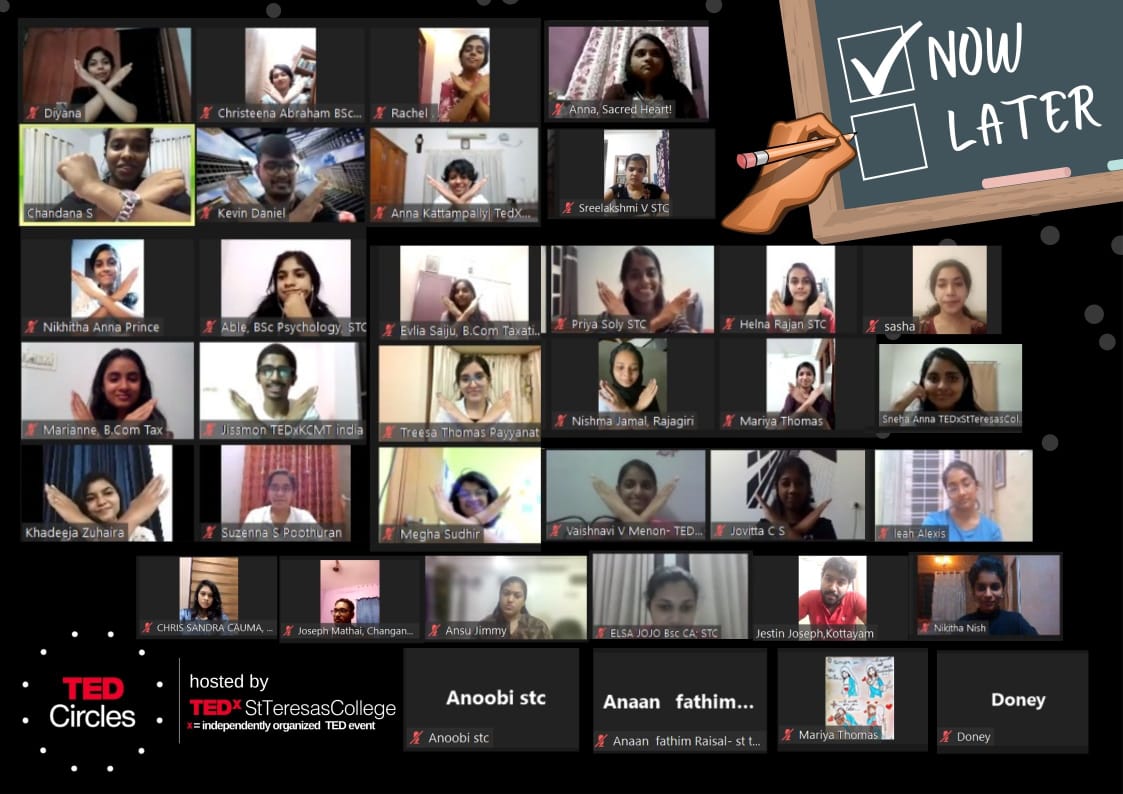 NOW
LATER
Diyana
Christeena Abraham BSc...
Rachel
Anna, Sacred Heart!
Chandana S
Kevin Daniel
Anna Kattampally| TedX...
Sreelakshmi V STC
Nikhitha Anna Prince
Able, BSc Psychology, STC
Evlia Saiju, B.Com Taxati...
Priya Soly STC
Helna Rajan STC
sasha
Marianne, B.Com Tax
Jissmon TEDxKCMT india
Treesa Thomas Payyanat
Nishma Jamal, Rajagiri
Mariya Thomas
Sneha Anna TEDxStTeresasCol
Khadeeja Zuhaira
Suzenna S Poothuran
Megha Sudhir
Vaishnavi V Menon- TED...
Jovitta C S
leah Alexis
CHRIS SANDRA CAUMA, ...
Joseph Mathai, Changan...
Ansu Jimmy
ELSA JOJO Bsc CA; STC
Jestin Joseph,Kottayam
Nikitha Nish
TED
Circles
hosted by
TEDx StTeresasCollege
x = independently organized TED event
Anoobi stc
Anoobi stc
Anaan fathim...
Anaan fathim Raisal- st t...
Mariya Thomas
Doney
Doney